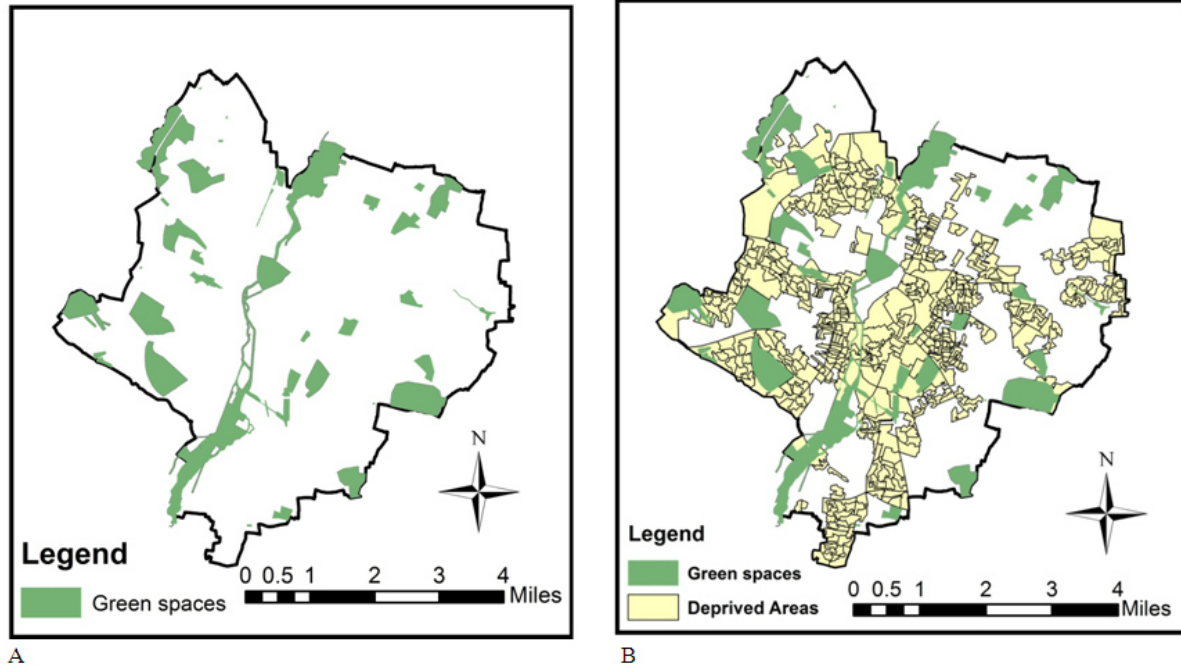 N
Legend
Green spaces
0 0.5 1 2 3 4
Miles
A
N
Legend
Green spaces
Deprived Areas
0 0.5 1 2 3 4
Miles
B